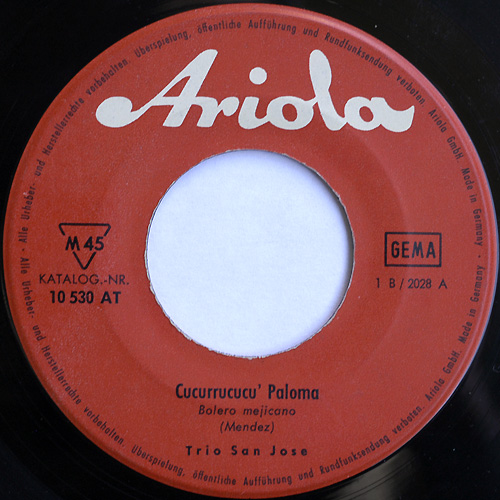 Alle Urheber- und Herstellerrechte vorbehalten. Überspielung, öffentliche Aufführung und Rundfunksendung verboten. Ariola GmbH. Made in Germany -
Ariola
M 45
KATALOG.-NR.
10 530 AT
GEMA
1 B / 2028 A
Cucurrucucu' Paloma
Bolero mejicano
(Mendez)
Trio San Jose
- Alle Urheber- und Herstellerrechte vorbehalten. Überspielung, öffentliche Aufführung und Rundfunksendung verboten. Ariola GmbH. Made in Germany -